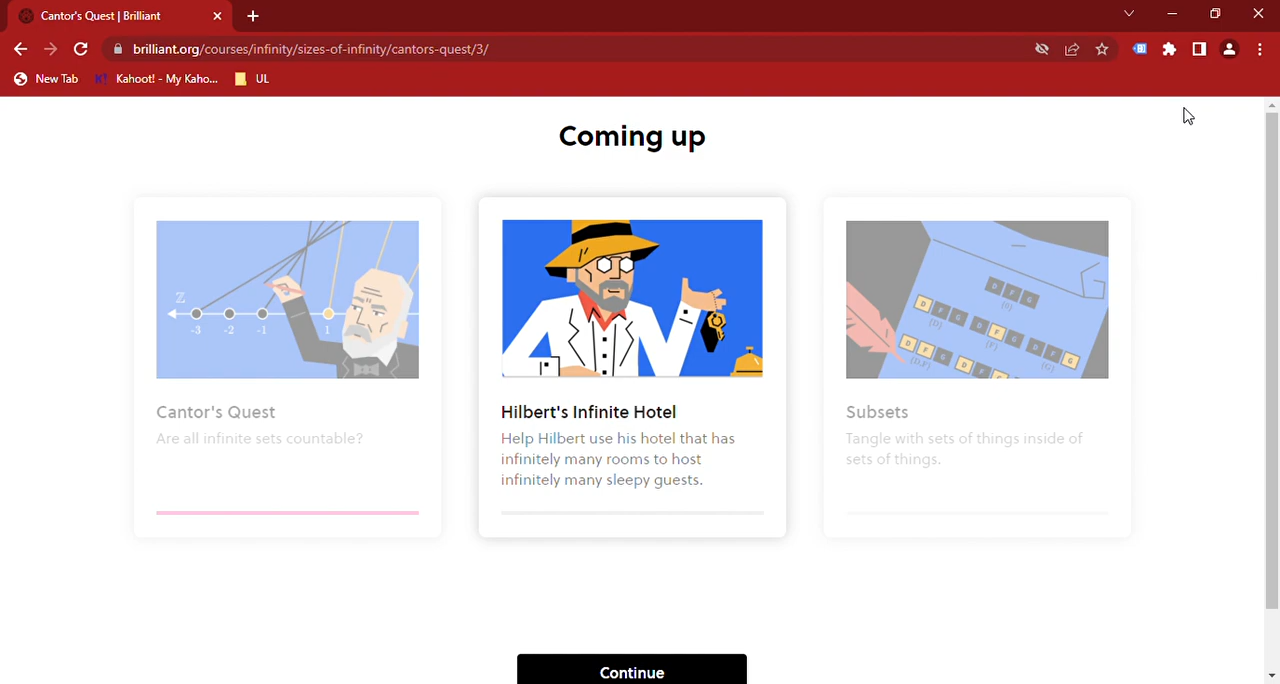 Cantor's Quest | Brilliant
brilliant.org/courses/infinity/sizes-of-infinity/cantors-quest/3/
New Tab
K! Kahoot! - My Kaho...
UL
Coming up
Z
-3 -2 -1 1
D F G
{D}
{F}
{G}
{D,F}
Cantor's Quest
Are all infinite sets countable?
Hilbert's Infinite Hotel
Help Hilbert use his hotel that has
infinitely many rooms to host
infinitely many sleepy guests.
Subsets
Tangle with sets of things inside of
sets of things.
Continue